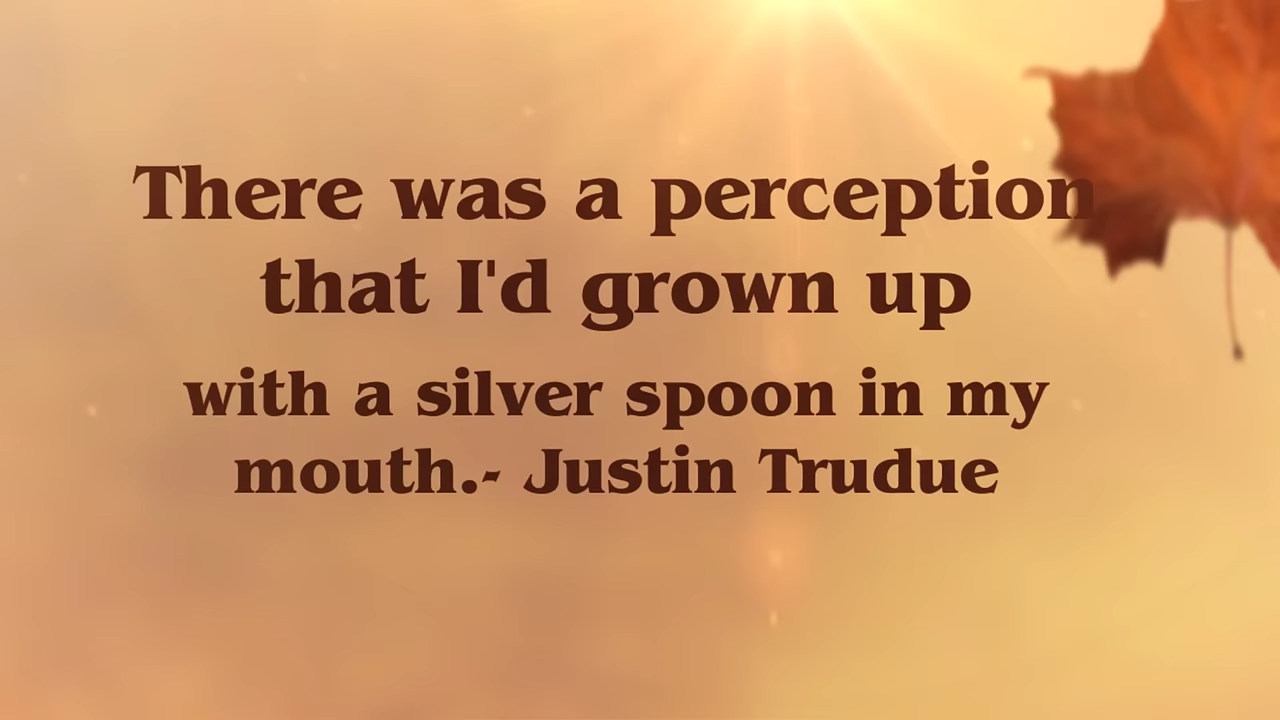 There was a perception
that I'd grown up
with a silver spoon in my
mouth.- Justin Trudue